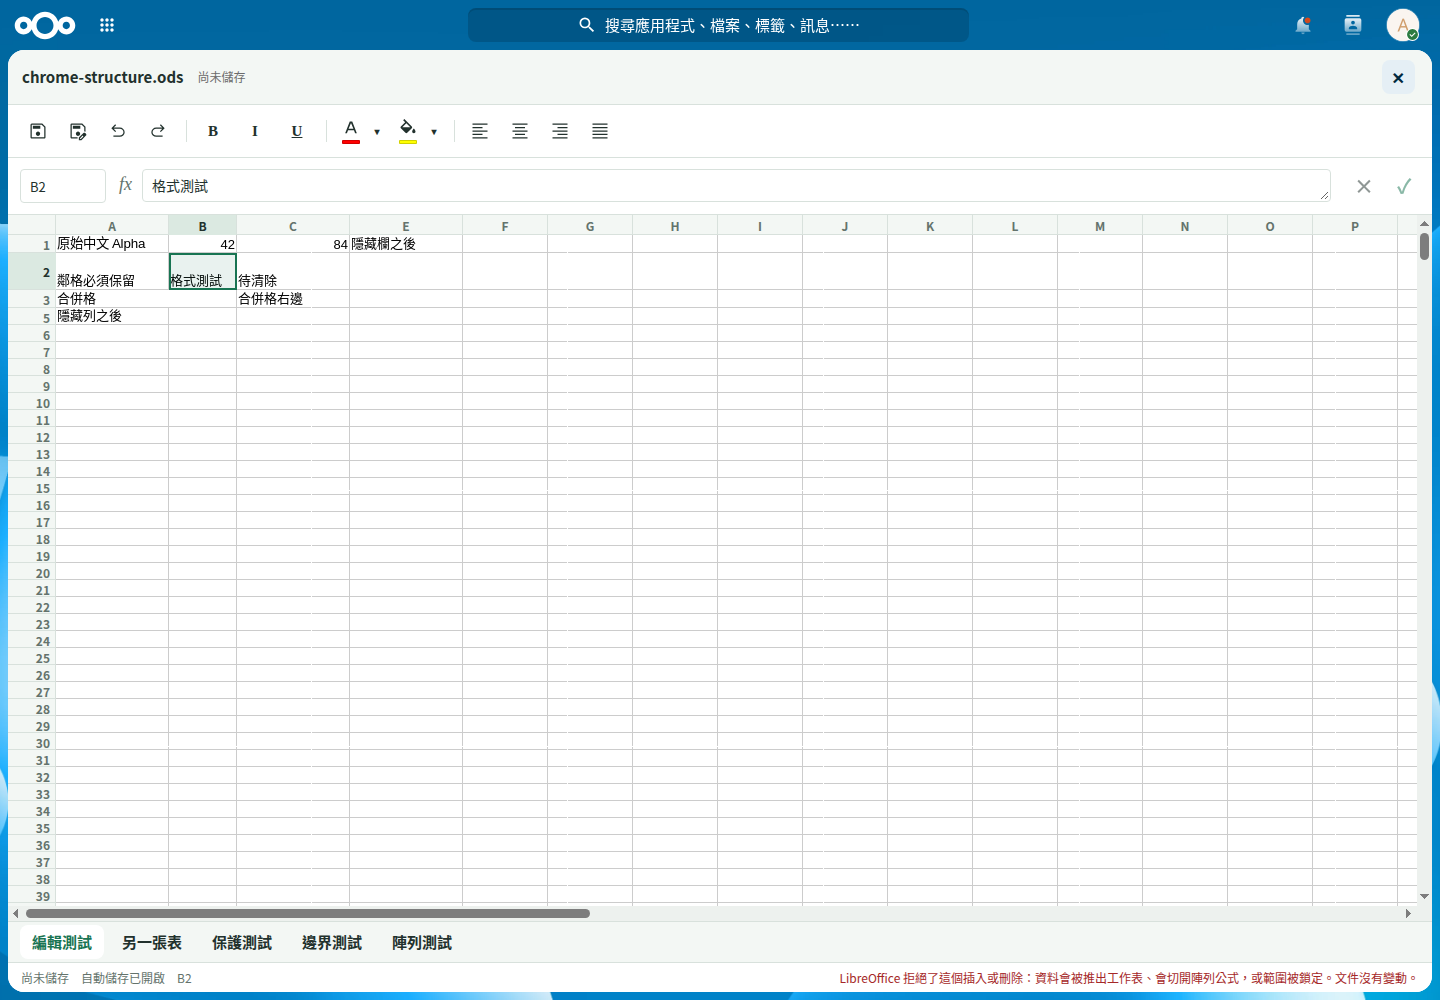 搜尋應用程式、檔案、標籤、訊息⋯⋯
A
chrome-structure.ods 尚未儲存
B I U A
B2 fx 格式測試
A B C E F G H I J K L M N O P
1 原始中文 Alpha 42 84 隱藏欄之後
2 鄰格必須保留 格式測試 待清除
3 合併格 合併格右邊
5 隱藏列之後
6
7
8
9
10
11
12
13
14
15
16
17
18
19
20
21
22
23
24
25
26
27
28
29
30
31
32
33
34
35
36
37
38
39
編輯測試 另一張表 保護測試 邊界測試 陣列測試
尚未儲存 自動儲存已開啟 B2 LibreOffice 拒絕了這個插入或刪除：資料會被推出工作表、會切開陣列公式，或範圍被鎖定。文件沒有變動。